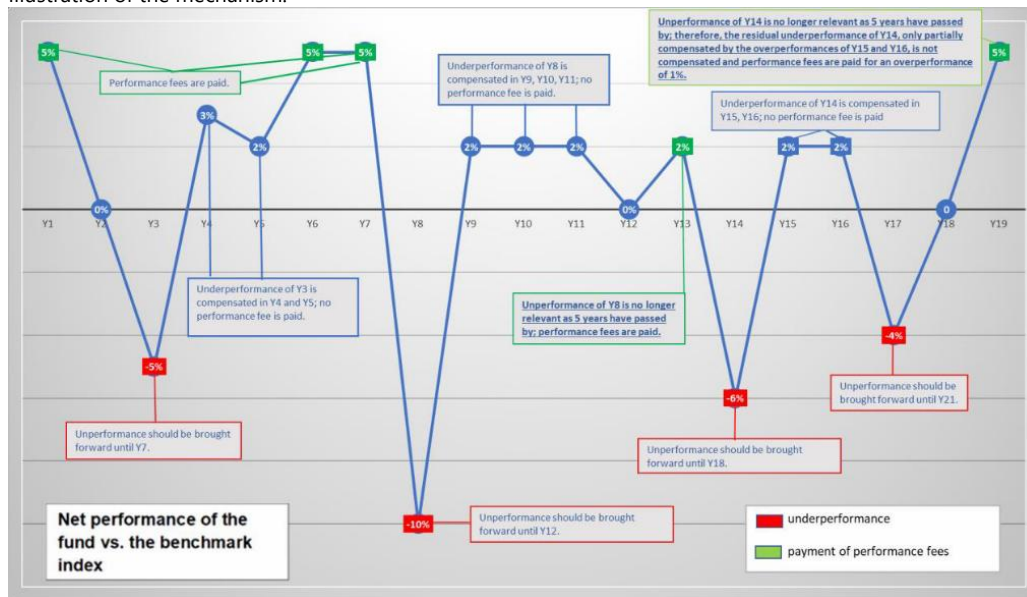 illustration of the mechanism.
Unperformance of Y14 is no longer relevant as 5 years have passed
by; therefore, the residual underperformance of Y14, only partially
compensated by the overperformances of Y15 and Y16, is not
compensated and performance fees are paid for an overperformance
of 1%.
5%
5%
5%
5%
Performance fees are paid.
Underperformance of Y8 is
compensated in Y9, Y10, Y11; no
performance fee is paid.
Underperformance of Y14 is compensated in
Y15, Y16; no performance fee is paid
3%
2%
2%
2%
2%
2%
2%
2%
0%
0%
0
Y1
Y2
Y3
Y4
Y5
Y6
Y7
Y8
Y9
Y10
Y11
Y12
Y13
Y14
Y15
Y16
Y17
Y18
Y19
Underperformance of Y3 is
compensated in Y4 and Y5; no
performance fee is paid.
Unperformance of Y8 is no longer
relevant as 5 years have passed
by; performance fees are paid.
-4%
-5%
-6%
Unperformance should be
brought forward until Y21.
Unperformance should be brought
forward until Y7.
Unperformance should be brought
forward until Y18.
-10%
Unperformance should be brought
forward until Y12.
Net performance of the
fund vs. the benchmark
index
underperformance
payment of performance fees